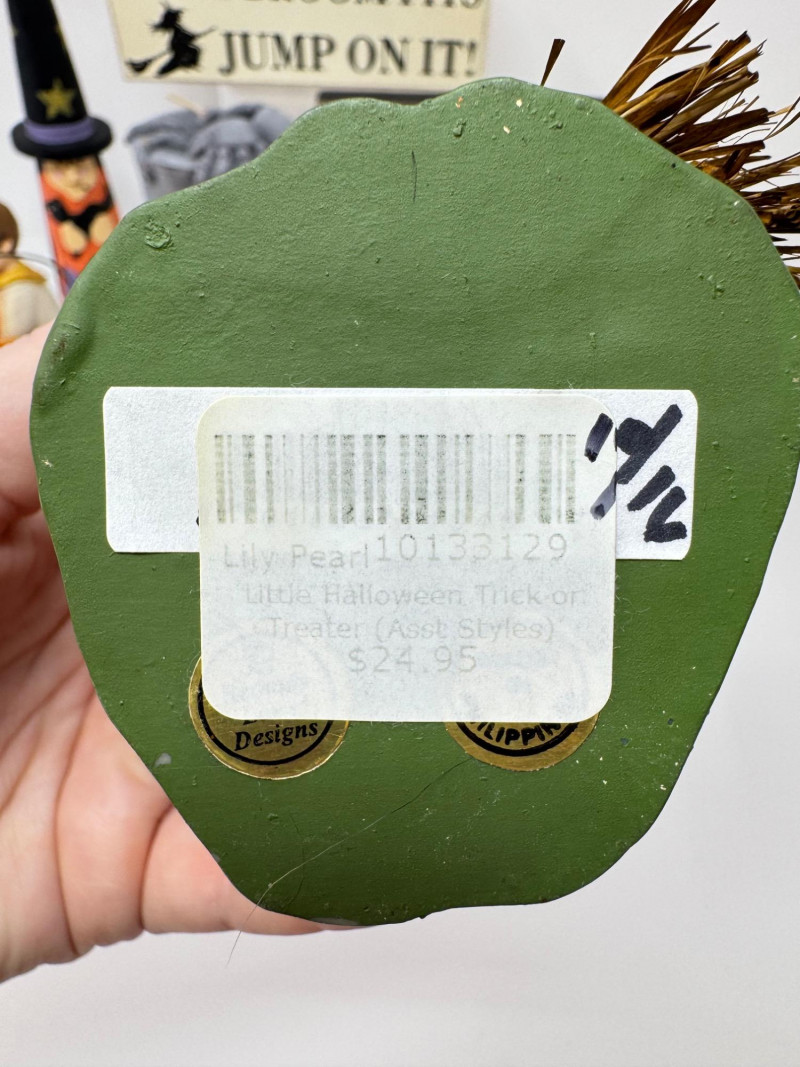 JUMP ON IT!
Lily Pearl 10133129
Little Halloween Trick or
Treater (Asst Styles)
$24.95
Designs